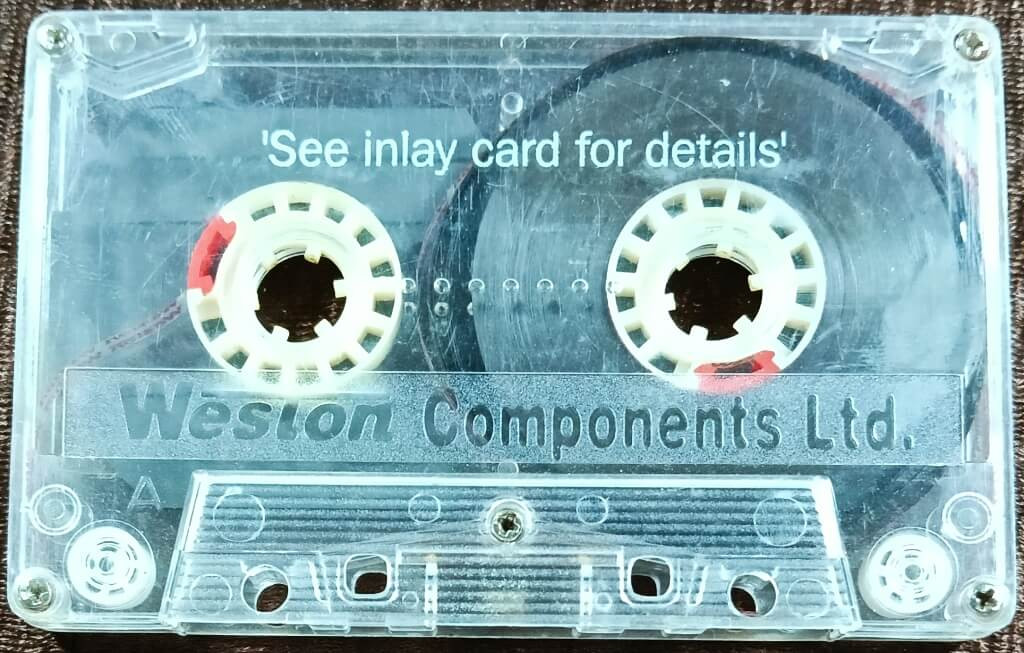 'See inlay card for details'
Weston Components Ltd.
A